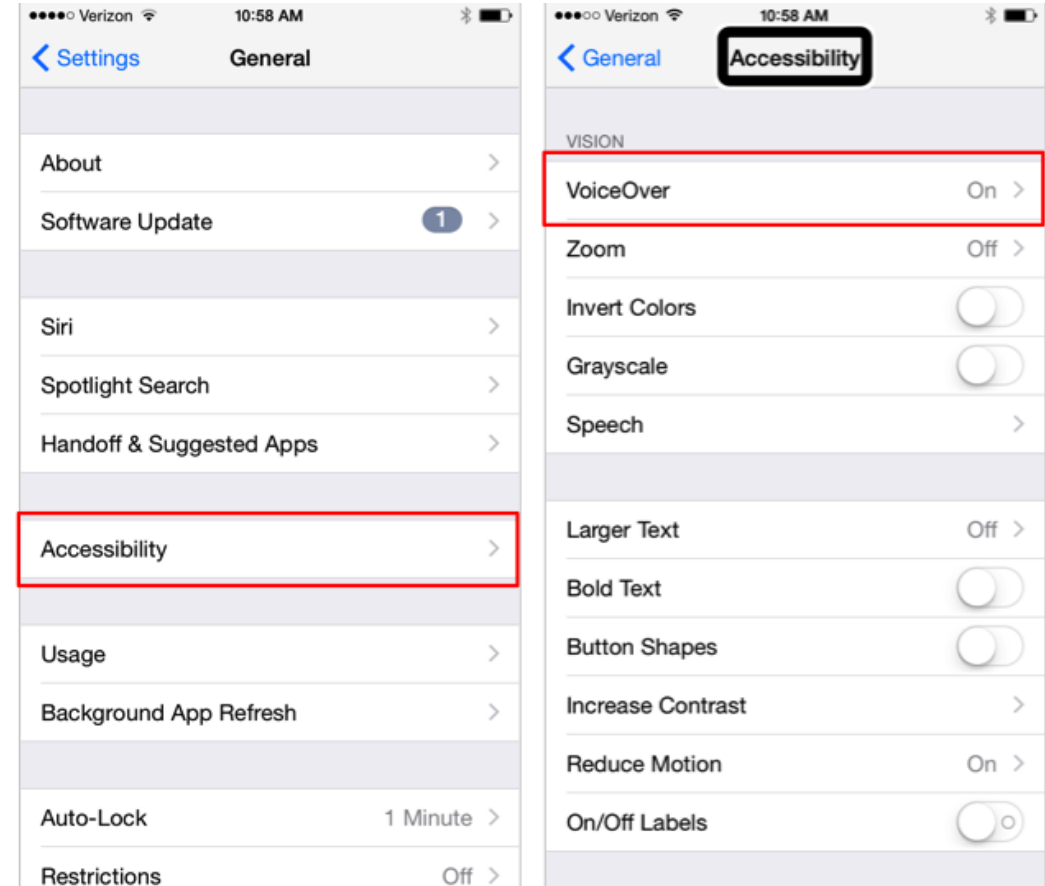 Verizon 10:58 AM
Settings General
About
Software Update 1
Siri
Spotlight Search
Handoff & Suggested Apps
Accessibility
Usage
Background App Refresh
Auto-Lock 1 Minute
Restrictions Off
Verizon 10:58 AM
General Accessibility
VISION
VoiceOver On
Zoom Off
Invert Colors
Grayscale
Speech
Larger Text Off
Bold Text
Button Shapes
Increase Contrast
Reduce Motion On
On/Off Labels